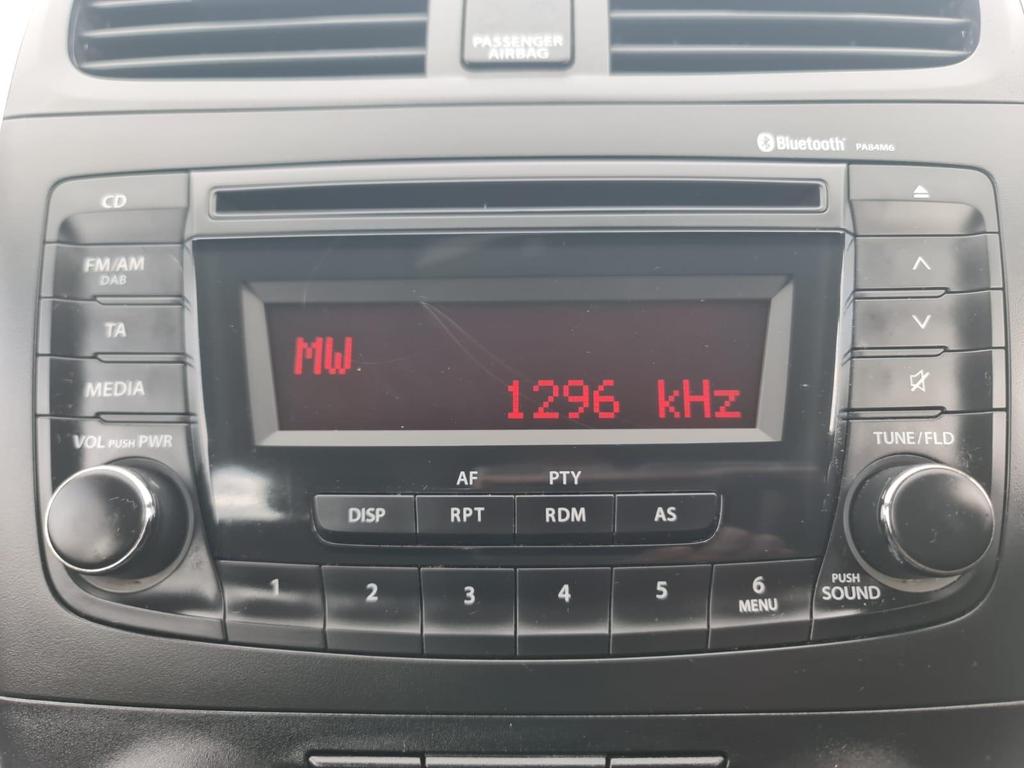 PASSENGER
AIRBAG
Bluetooth PA84M6
CD
FM/AM
DAB
TA
MEDIA
VOL PUSH PWR
MW
1296 kHz
TUNE/FLD
AF PTY
DISP RPT RDM AS
PUSH
SOUND
1 2 3 4 5 6
MENU